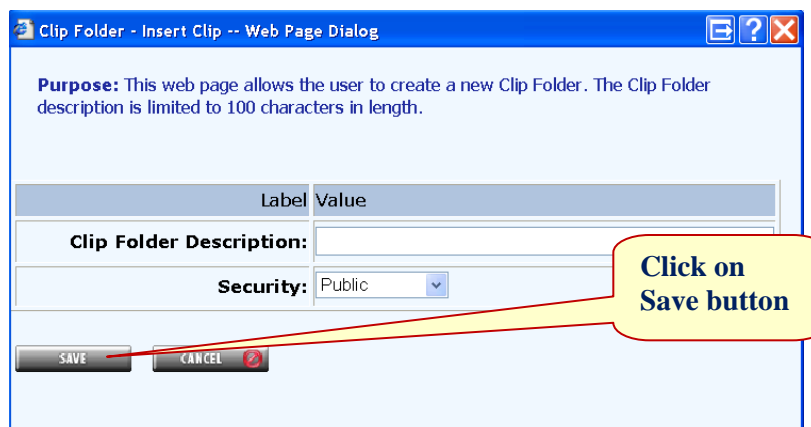 Clip Folder - Insert Clip -- Web Page Dialog
Purpose: This web page allows the user to create a new Clip Folder. The Clip Folder
description is limited to 100 characters in length.
Label Value
Clip Folder Description:
Security: Public
Click on
Save button
SAVE CANCEL